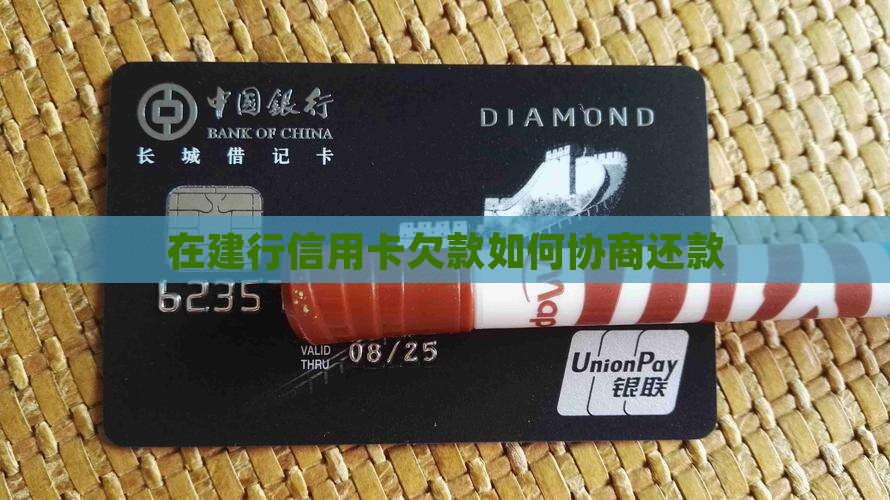 中国银行
BANK OF CHINA
DIAMOND
长城借记卡
在建行信用卡欠款如何协商还款
6235
VALID
THRU
08/25
UnionPay
银联